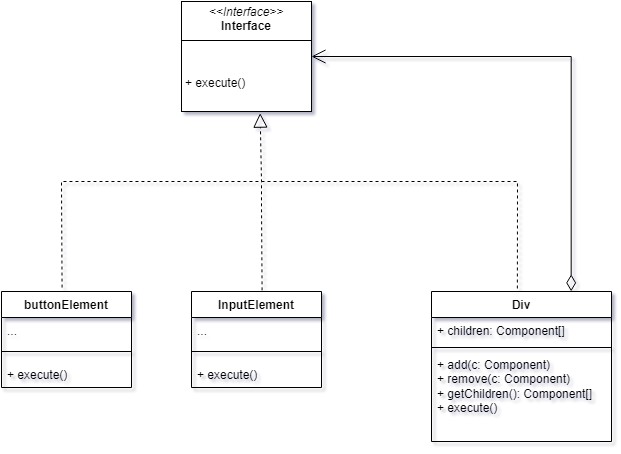 <<Interface>>
Interface
+ execute()
buttonElement
...
+ execute()
InputElement
...
+ execute()
Div
+ children: Component[]
+ add(c: Component)
+ remove(c: Component)
+ getChildren(): Component[]
+ execute()